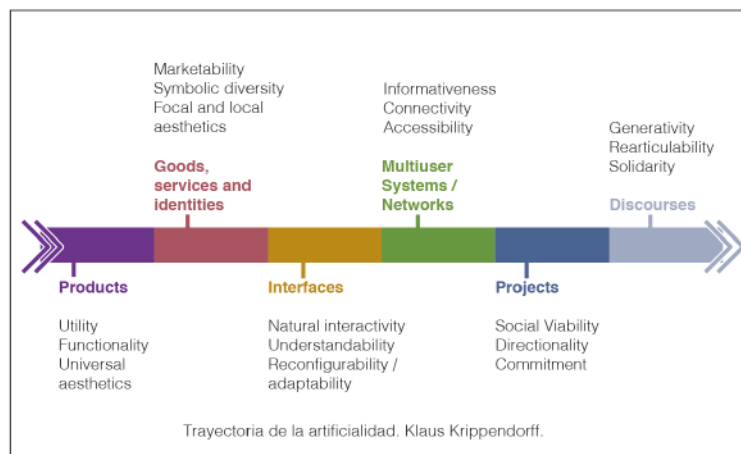 Marketability
Symbolic diversity
Focal and local
aesthetics
Goods,
services and
identities
Informativeness
Connectivity
Accessibility
Multiuser
Systems /
Networks
Generativity
Rearticulability
Solidarity
Discourses
Products
Utility
Functionality
Universal
aesthetics
Interfaces
Natural interactivity
Understandability
Reconfigurability /
adaptability
Projects
Social Viability
Directionality
Commitment
Trayectoria de la artificialidad. Klaus Krippendorff.